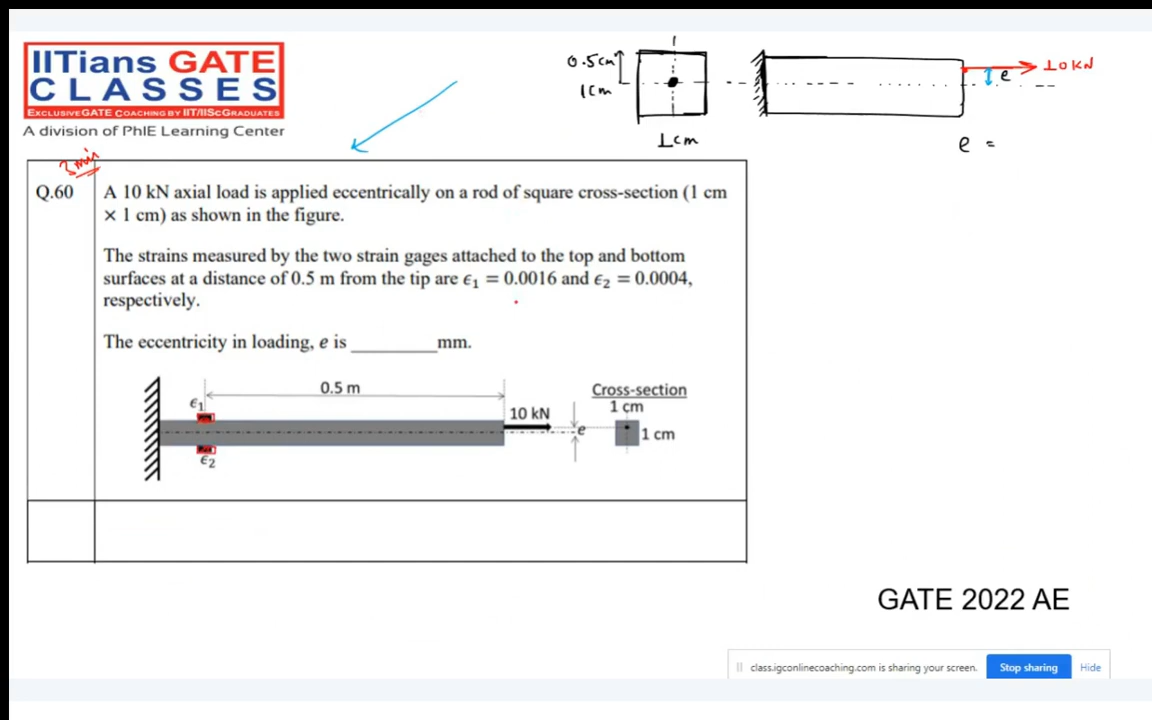 IITians GATE
CLASSES
EXCLUSIVE GATE COACHING BY IIT/IISC GRADUATES
A division of PhIE Learning Center
0.5cm
1cm
1cm
10 KN
e
e =
3 min
Q.60
A 10 kN axial load is applied eccentrically on a rod of square cross-section (1 cm
× 1 cm) as shown in the figure.
The strains measured by the two strain gages attached to the top and bottom
surfaces at a distance of 0.5 m from the tip are ϵ₁ = 0.0016 and ϵ₂ = 0.0004,
respectively.
The eccentricity in loading, e is ________mm.
0.5 m
ϵ₁
10 kN
e
ϵ₂
Cross-section
1 cm
1 cm
GATE 2022 AE
class.igconlinecoaching.com is sharing your screen.
Stop sharing
Hide